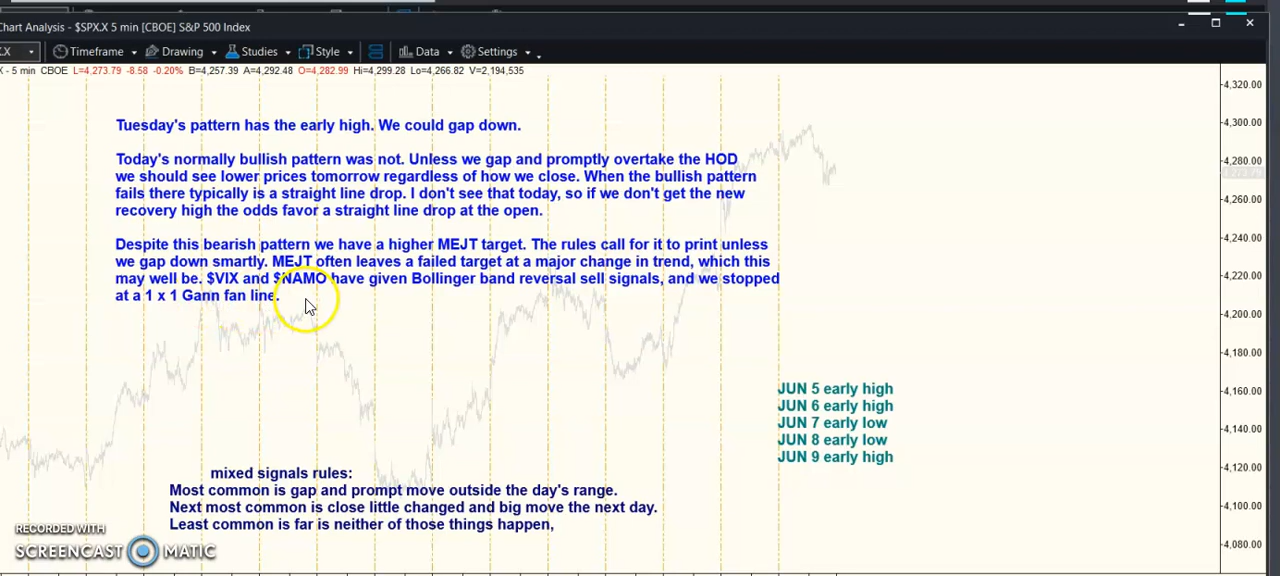 Chart Analysis - $SPX.X 5 min [CBOE] S&P 500 Index
.X Timeframe Drawing Studies Style Data Settings
X - 5 min CBOE L=4,273.79 -8.58 -0.20% B=4,257.39 A=4,292.48 O=4,282.99 Hi=4,299.28 Lo=4,266.82 V=2,194,535
Tuesday's pattern has the early high. We could gap down.
Today's normally bullish pattern was not. Unless we gap and promptly overtake the HOD
we should see lower prices tomorrow regardless of how we close. When the bullish pattern
fails there typically is a straight line drop. I don't see that today, so if we don't get the new
recovery high the odds favor a straight line drop at the open.
Despite this bearish pattern we have a higher MEJT target. The rules call for it to print unless
we gap down smartly. MEJT often leaves a failed target at a major change in trend, which this
may well be. $VIX and $NAMO have given Bollinger band reversal sell signals, and we stopped
at a 1 x 1 Gann fan line.
JUN 5 early high
JUN 6 early high
JUN 7 early low
JUN 8 early low
JUN 9 early high
mixed signals rules:
Most common is gap and prompt move outside the day's range.
Next most common is close little changed and big move the next day.
Least common is far is neither of those things happen,
RECORDED WITH
SCREENCAST MATIC
4,320.00
4,300.00
4,280.00
4,260.00
4,240.00
4,220.00
4,200.00
4,180.00
4,160.00
4,140.00
4,120.00
4,100.00
4,080.00